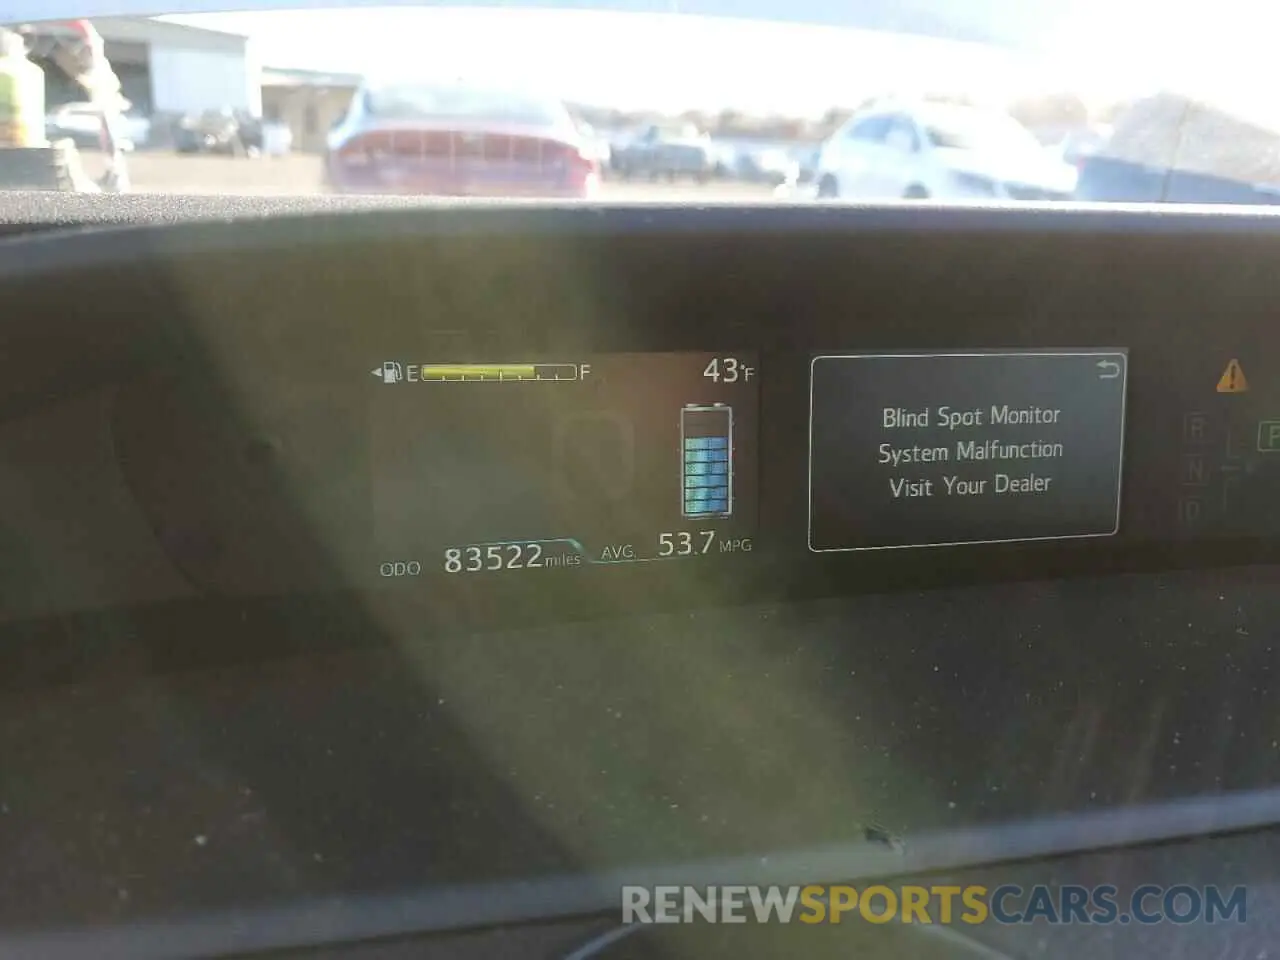 E F 43°F
Blind Spot Monitor
System Malfunction
Visit Your Dealer
R
P
N
D
ODO 83522 miles AVG. 53.7 MPG
RENEWSPORTSCARS.COM